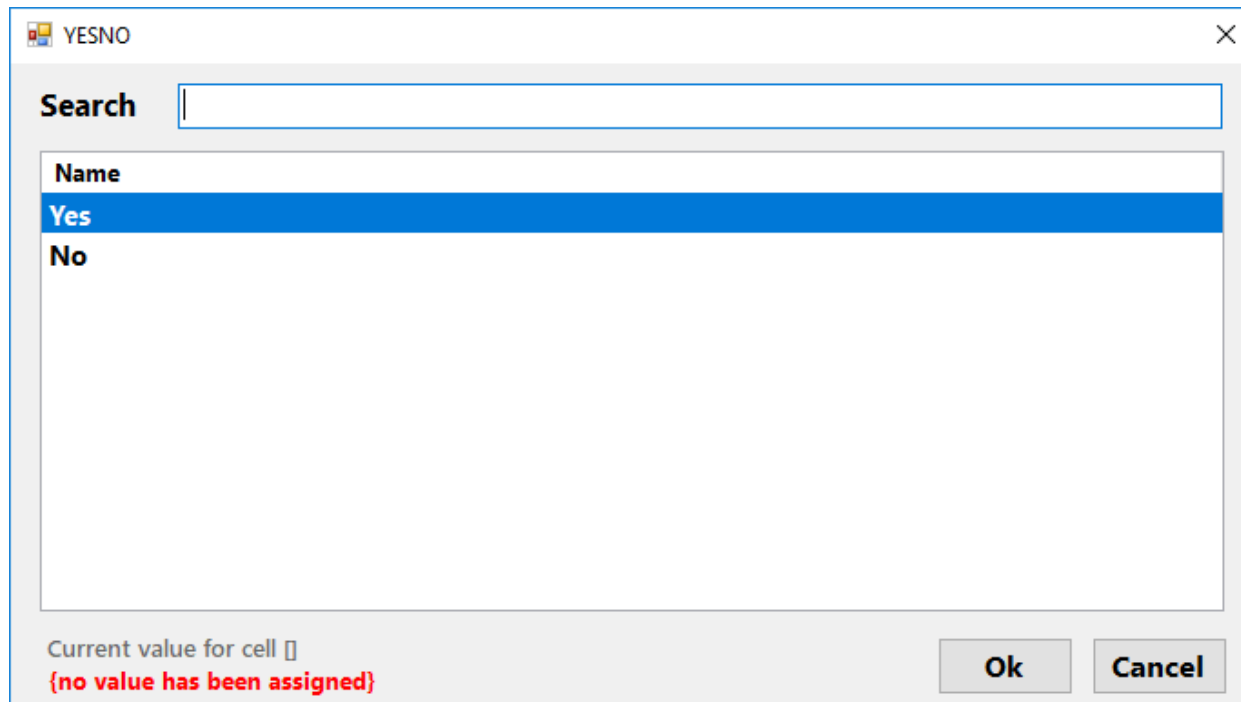 YESNO
Search
Name
Yes
No
Current value for cell []
{no value has been assigned}
Ok
Cancel